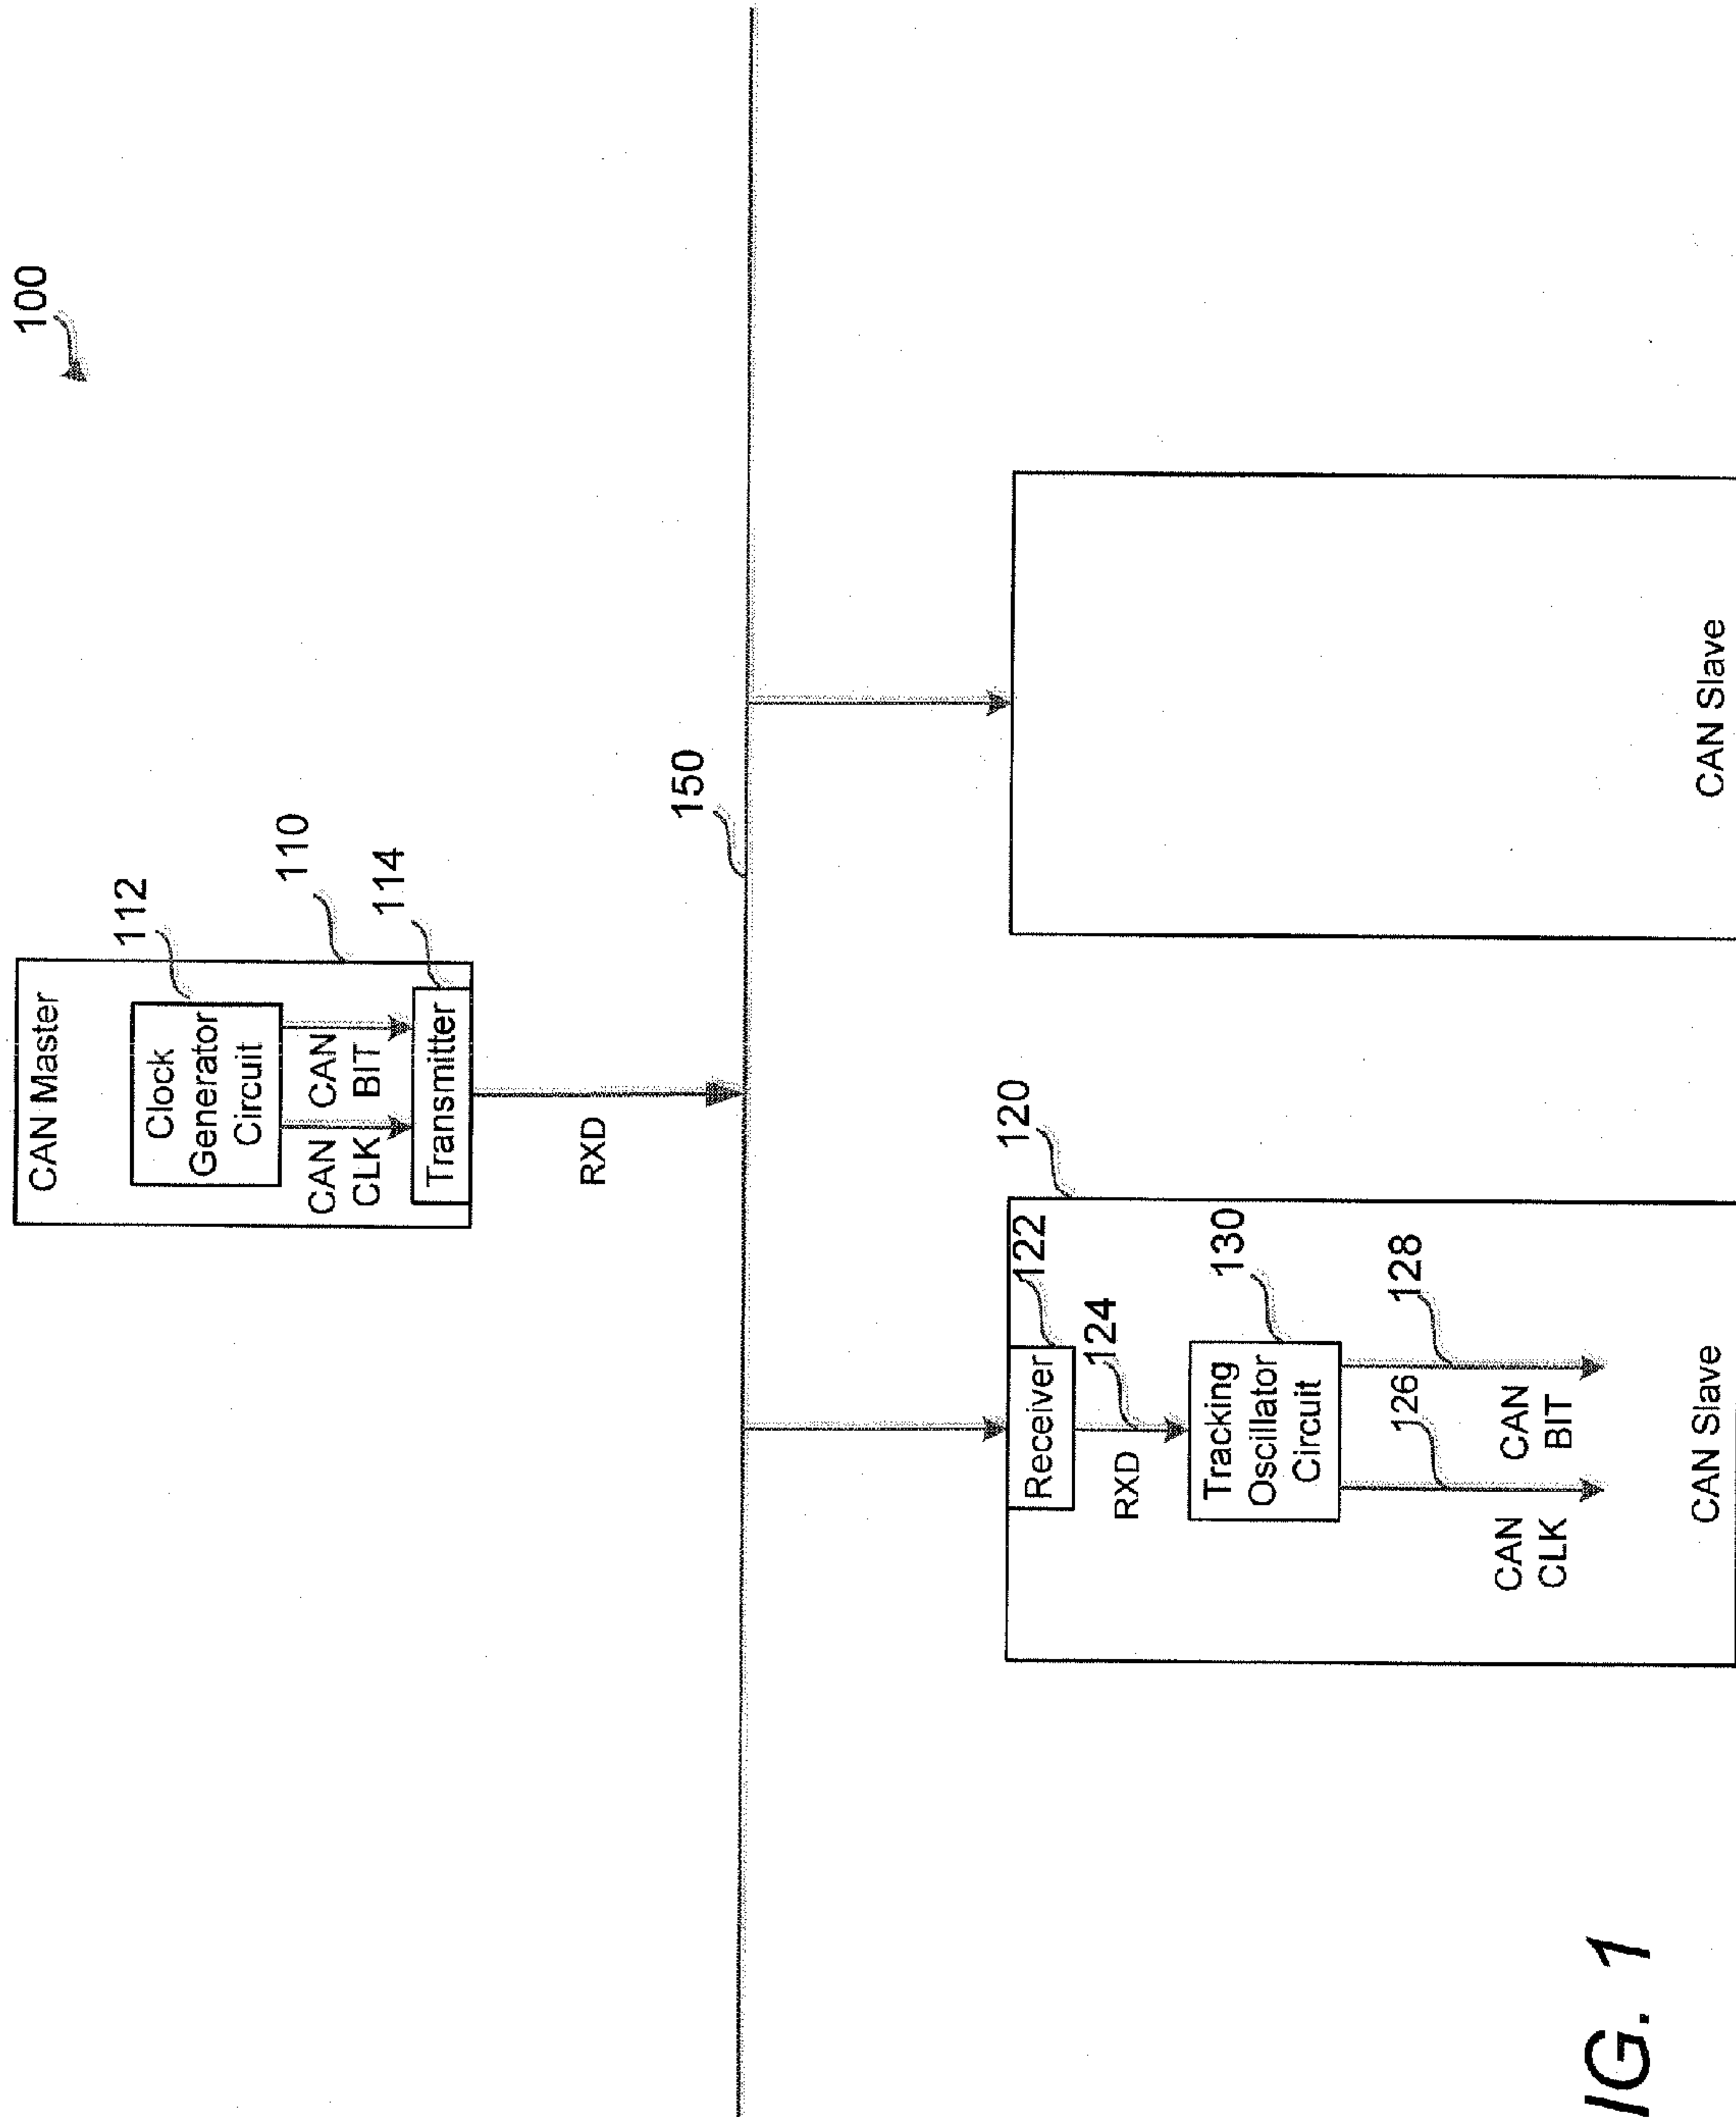 100
CAN Master
112
Clock
Generator
Circuit
110
CAN CAN
CLK BIT
114
Transmitter
RXD
150
120
Receiver
122
RXD
124
Tracking
Oscillator
Circuit
130
126
128
CAN
CLK
CAN
BIT
CAN Slave
CAN Slave
IG. 1